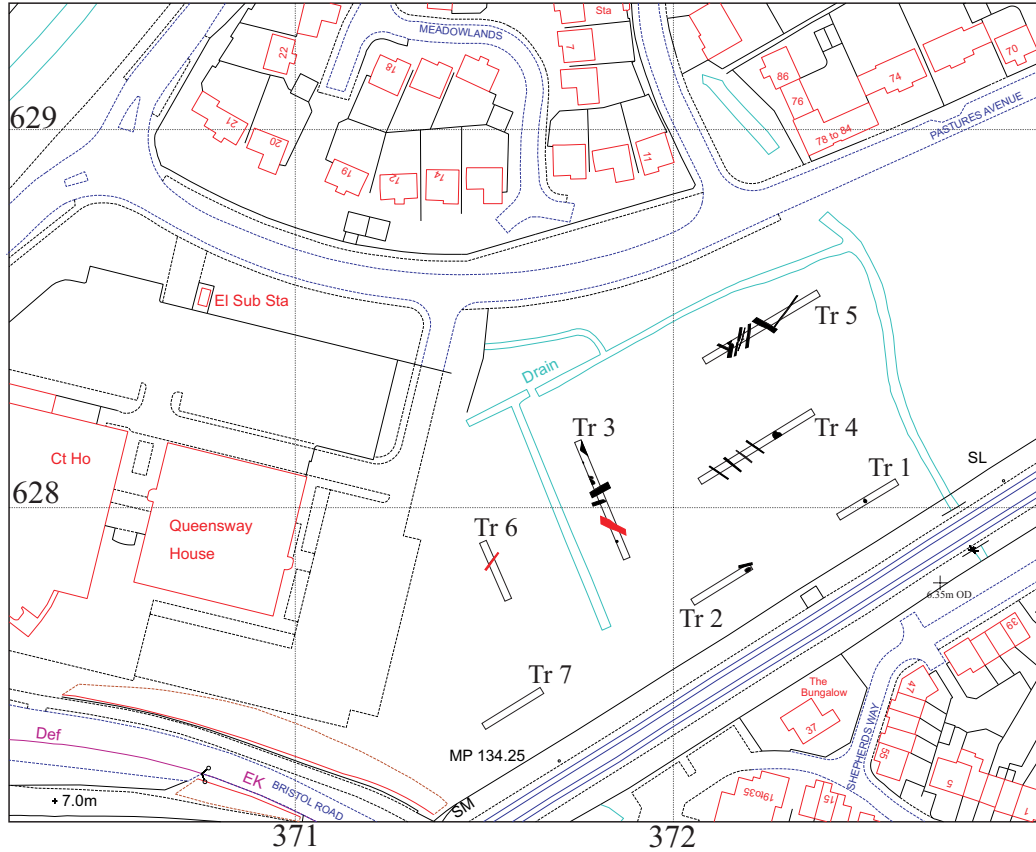 Sta
MEADOWLANDS
22
7
18
86
74
70
76
21
20
78 to 84
PASTURES AVENUE
629
19
12
14
11
El Sub Sta
Tr 5
Drain
Tr 3
Tr 4
Ct Ho
Tr 1
SL
628
Queensway
House
Tr 6
6.35m OD
Tr 2
39
The
Bungalow
37
47
Tr 7
SHEPHERDS WAY
Def
MP 134.25
55
5
EK
BRISTOL ROAD
19to35
15
1
+ 7.0m
SM
371
372